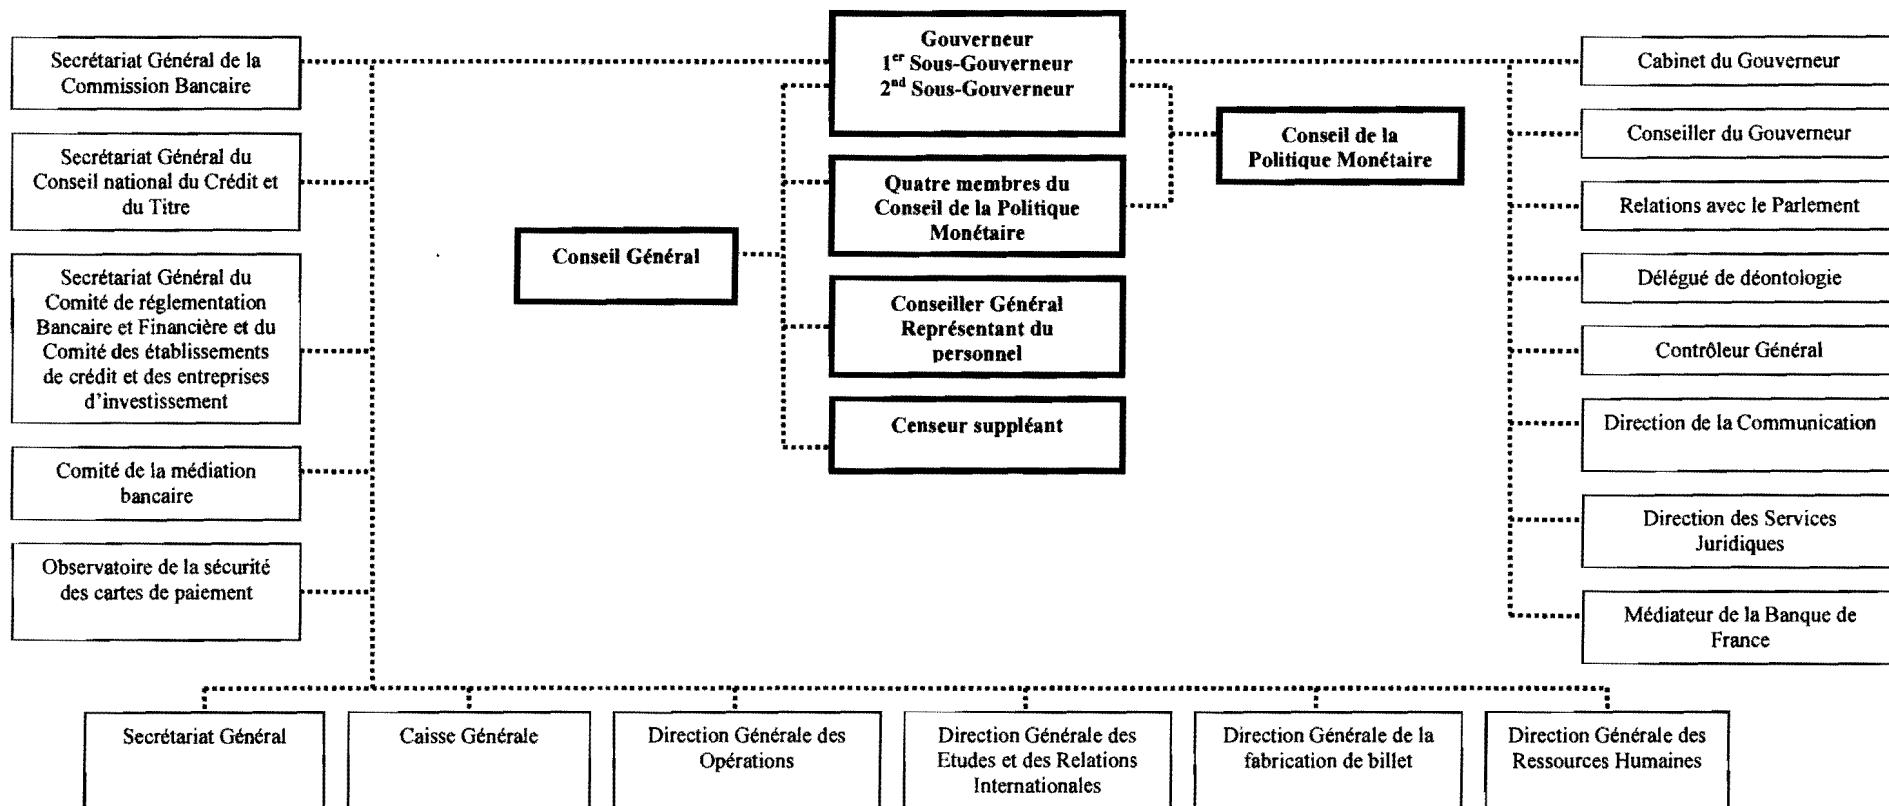 Secrétariat Général de la
Commission Bancaire
Secrétariat Général du
Conseil national du Crédit et
du Titre
Secrétariat Général du
Comité de réglementation
Bancaire et Financière et du
Comité des établissements
de crédit et des entreprises
d'investissement
Comité de la médiation
bancaire
Observatoire de la sécurité
des cartes de paiement
Conseil Général
Gouverneur
1er Sous-Gouverneur
2nd Sous-Gouverneur
Quatre membres du
Conseil de la Politique
Monétaire
Conseiller Général
Représentant du
personnel
Censeur suppléant
Conseil de la
Politique Monétaire
Cabinet du Gouverneur
Conseiller du Gouverneur
Relations avec le Parlement
Délégué de déontologie
Contrôleur Général
Direction de la Communication
Direction des Services
Juridiques
Médiateur de la Banque de
France
Secrétariat Général
Caisse Générale
Direction Générale des
Opérations
Direction Générale des
Etudes et des Relations
Internationales
Direction Générale de la
fabrication de billet
Direction Générale des
Ressources Humaines